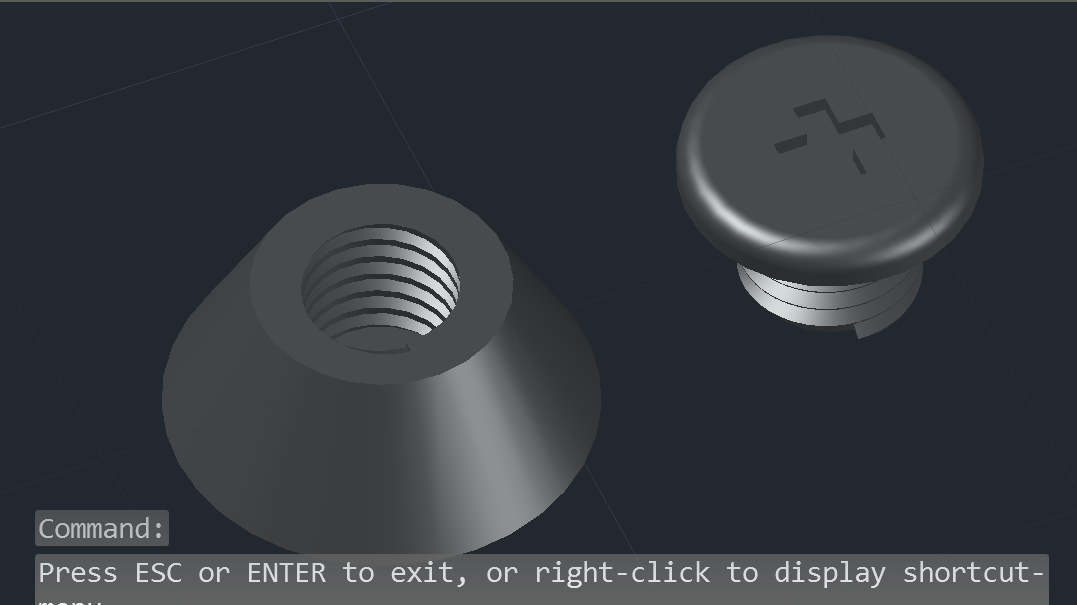 Command:
Press ESC or ENTER to exit, or right-click to display shortcut-